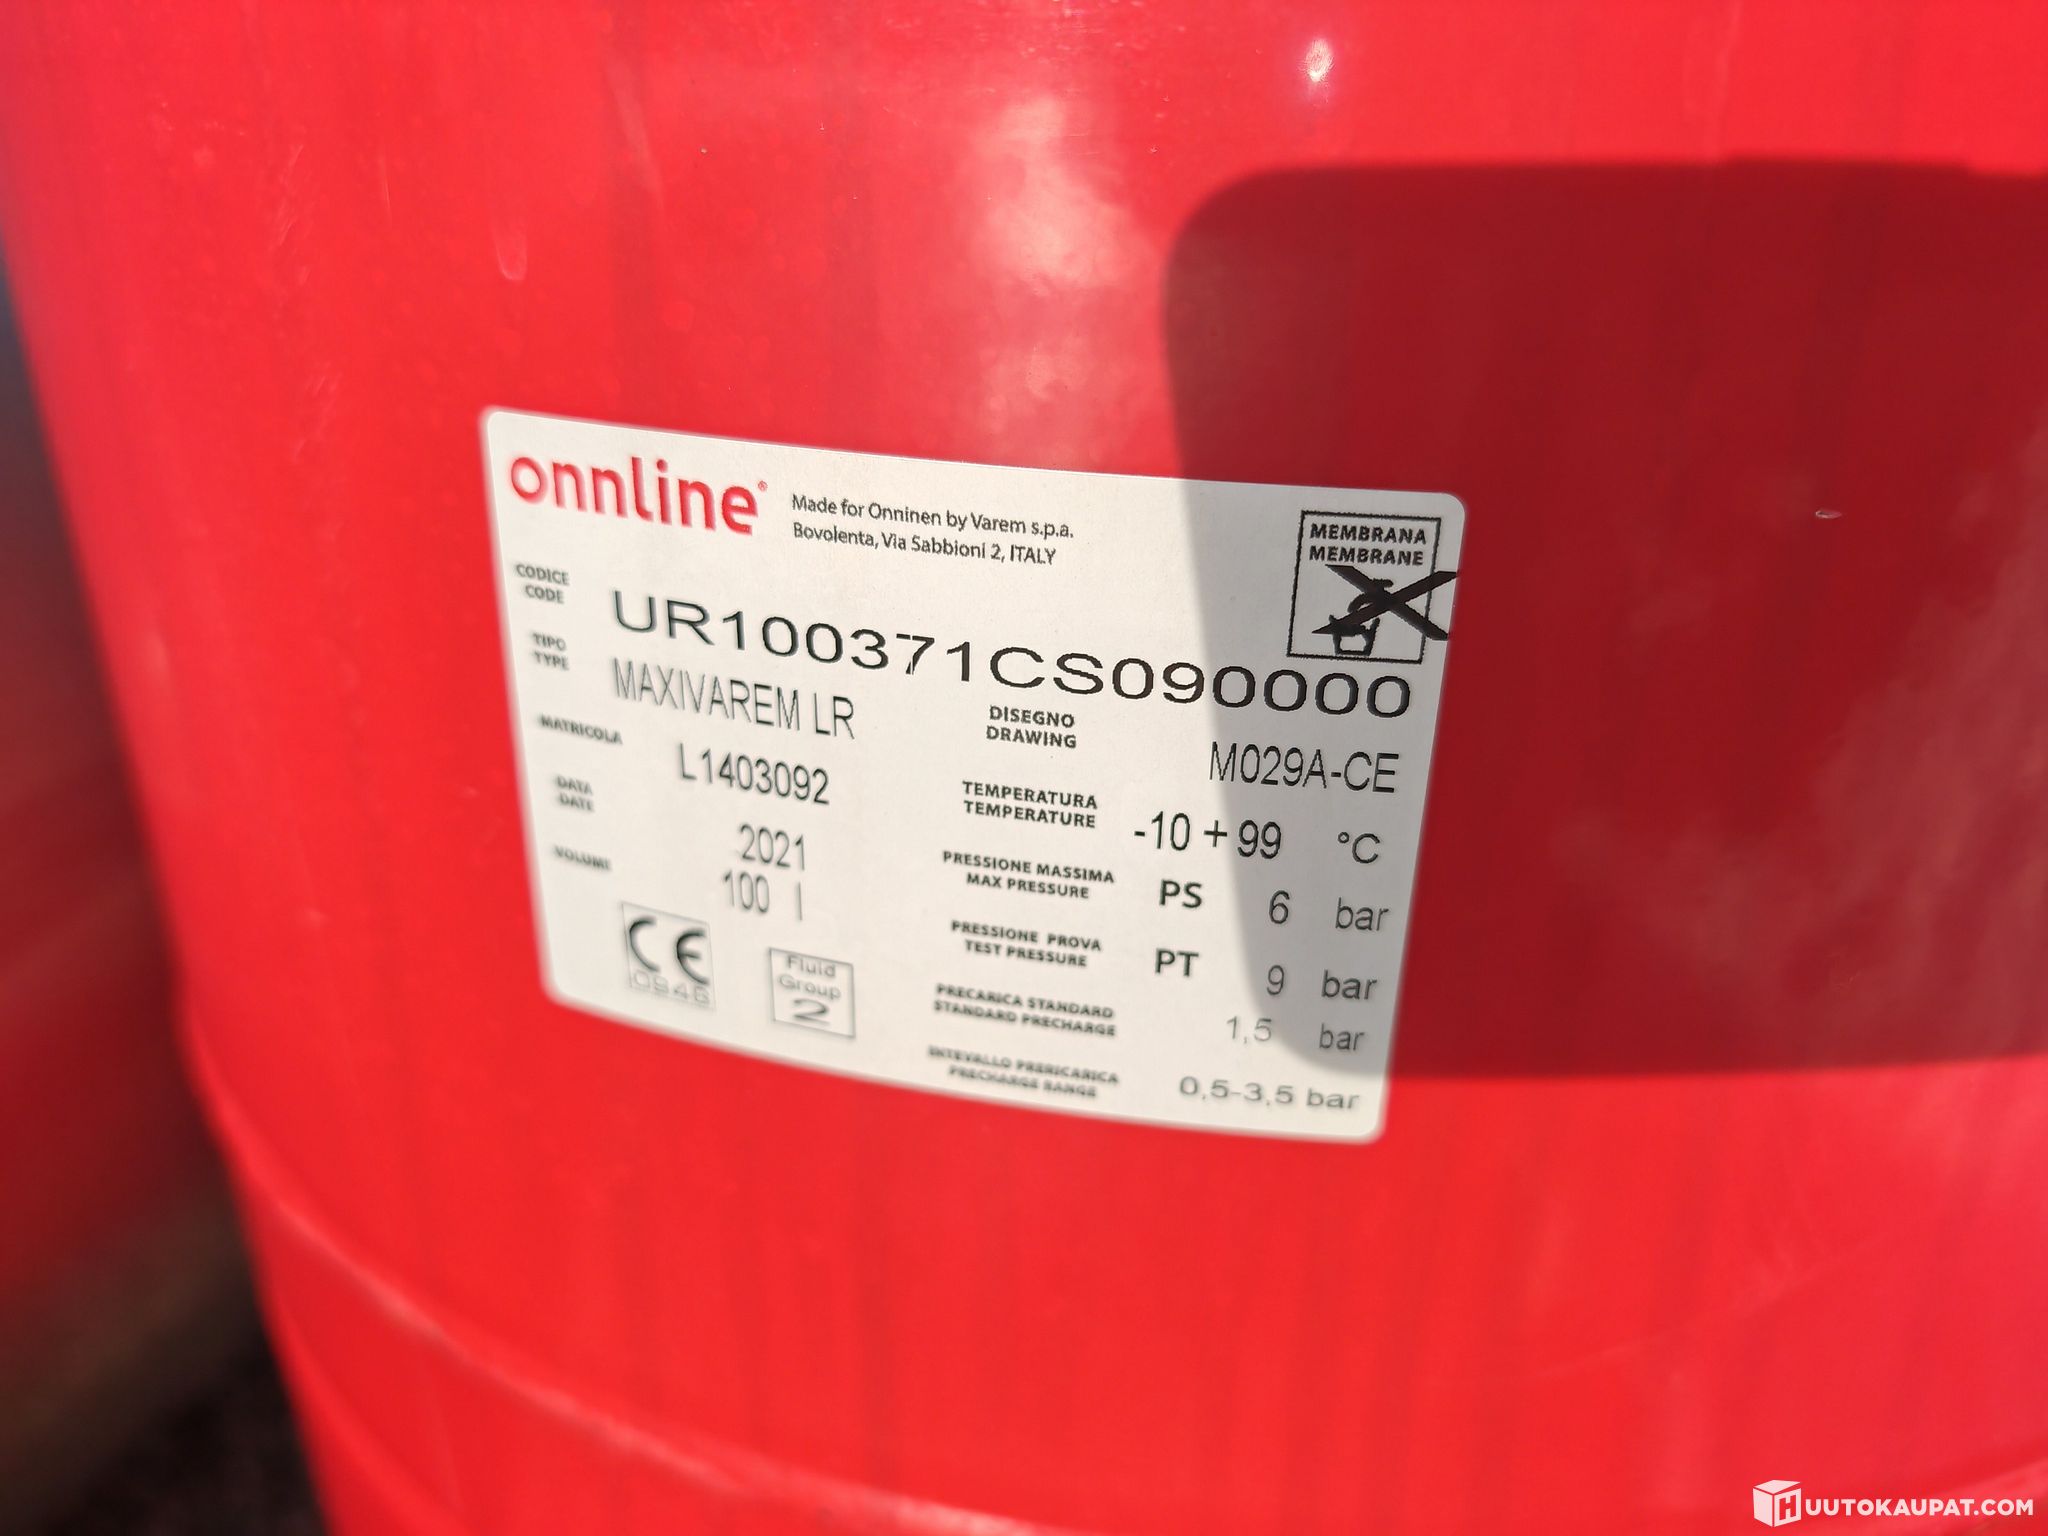 onnline®
Made for Onninen by Varem s.p.a.
Bovolenta, Via Sabbioni 2, ITALY
MEMBRANA
MEMBRANE
CODICE
CODE
UR100371CS090000
TIPO
TYPE
MAXIVAREM LR
DISEGNO
DRAWING
M029A-CE
MATRICOLA
L1403092
TEMPERATURA
TEMPERATURE
-10 + 99 °C
DATA
DATE
2021
PRESSIONE MASSIMA
MAX PRESSURE
PS 6 bar
VOLUME
100 l
PRESSIONE PROVA
TEST PRESSURE
PT 9 bar
CE
0948
Fluid
Group
2
PRECARICA STANDARD
STANDARD PRECHARGE
1,5 bar
INTEVALLO PRERICARICA
PRECHARGE RANGE
0,5-3,5 bar
HUUTOKAUPAT.COM